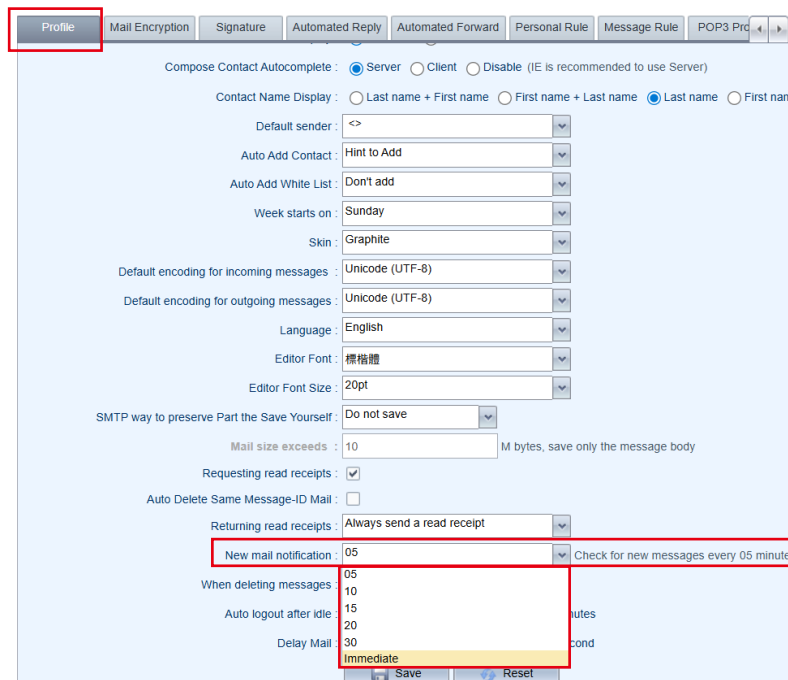 Profile Mail Encryption Signature Automated Reply Automated Forward Personal Rule Message Rule POP3 Pro
Compose Contact Autocomplete : Server Client Disable (IE is recommended to use Server)
Contact Name Display : Last name + First name First name + Last name Last name First nam
Default sender : <>
Auto Add Contact : Hint to Add
Auto Add White List : Don't add
Week starts on : Sunday
Skin : Graphite
Default encoding for incoming messages : Unicode (UTF-8)
Default encoding for outgoing messages : Unicode (UTF-8)
Language : English
Editor Font : 標楷體
Editor Font Size : 20pt
SMTP way to preserve Part the Save Yourself : Do not save
Mail size exceeds : 10 M bytes, save only the message body
Requesting read receipts :
Auto Delete Same Message-ID Mail :
Returning read receipts : Always send a read receipt
New mail notification : 05 Check for new messages every 05 minute
05
When deleting messages :
10
15
Auto logout after idle : nutes
20
30
Delay Mail : cond
Immediate
Save Reset